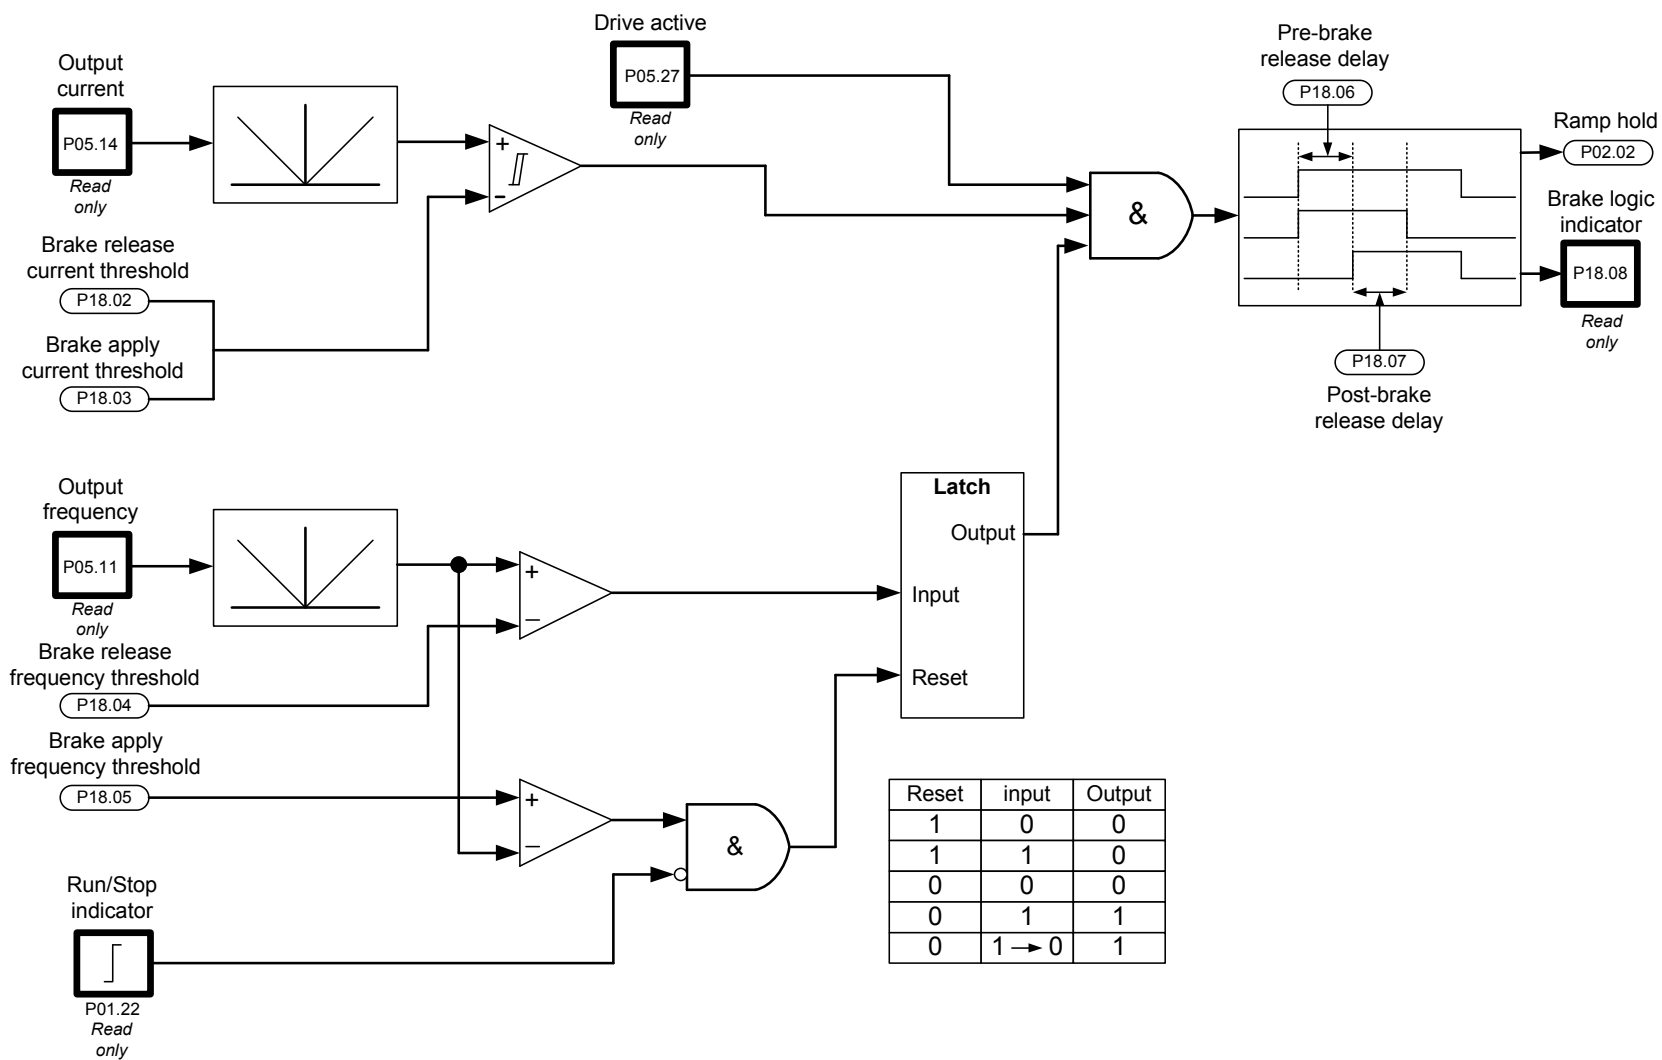 Drive active
P05.27
Read
only
Output
current
P05.14
Read
only
+
-
Brake release
current threshold
P18.02
Brake apply
current threshold
P18.03
&
Pre-brake
release delay
P18.06
Ramp hold
P02.02
Brake logic
indicator
P18.08
Read
only
P18.07
Post-brake
release delay
Output
frequency
P05.11
Read
only
+
–
Brake release
frequency threshold
P18.04
Latch
Output
Input
Reset
Brake apply
frequency threshold
P18.05
+
–
&
Run/Stop
indicator
P01.22
Read
only
Reset input Output
1 0 0
1 1 0
0 0 0
0 1 1
0 1→0 1